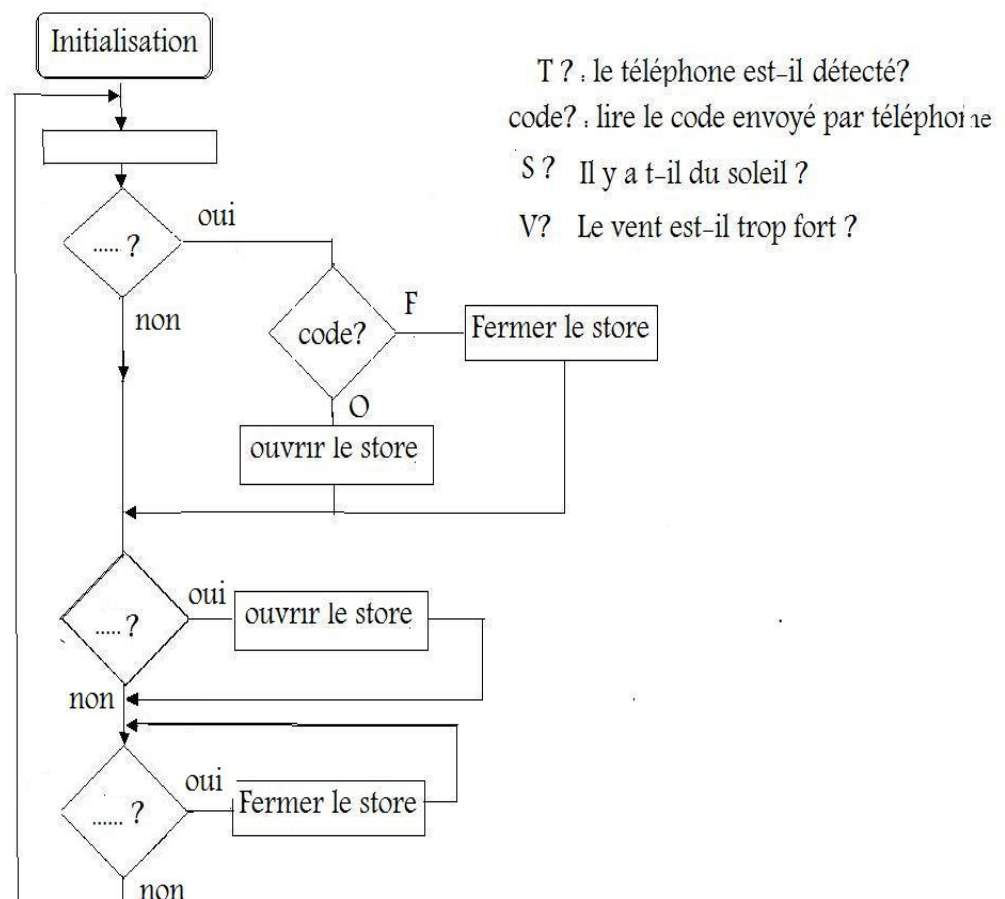 Initialisation
T ? : le téléphone est-il détecté?
code? : lire le code envoyé par téléphone
S ? Il y a t-il du soleil ?
V? Le vent est-il trop fort ?
oui
..... ?
non
code?
F
Fermer le store
O
ouvrir le store
oui
..... ?
ouvrir le store
non
oui
...... ?
Fermer le store
non